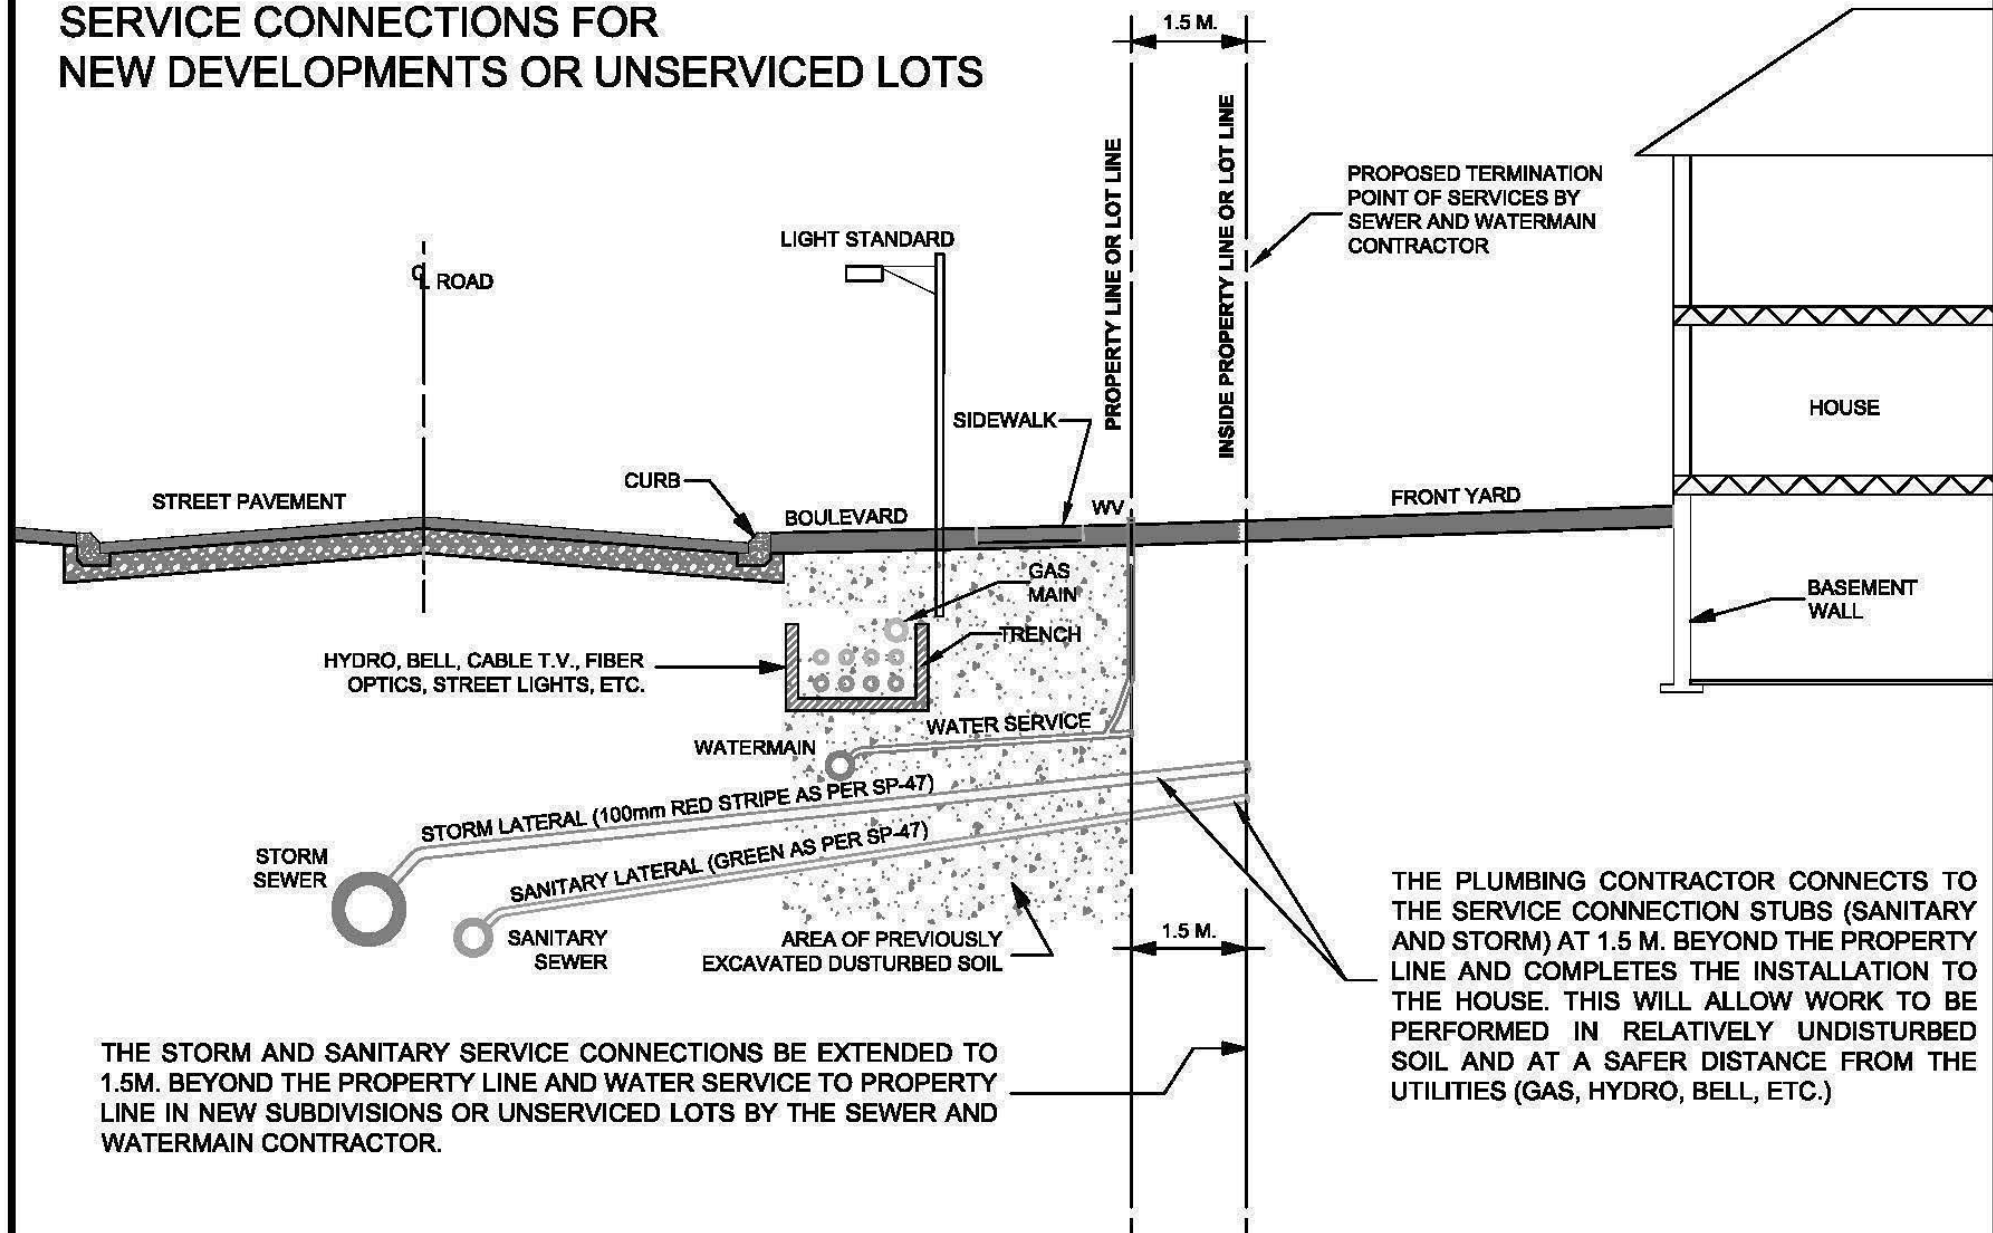 SERVICE CONNECTIONS FOR
NEW DEVELOPMENTS OR UNSERVICED LOTS
1.5 M.
PROPERTY LINE OR LOT LINE
INSIDE PROPERTY LINE OR LOT LINE
PROPOSED TERMINATION
POINT OF SERVICES BY
SEWER AND WATERMAIN
CONTRACTOR
LIGHT STANDARD
℄ ROAD
SIDEWALK
HOUSE
CURB
STREET PAVEMENT
BOULEVARD
WV
FRONT YARD
GAS
MAIN
TRENCH
BASEMENT
WALL
HYDRO, BELL, CABLE T.V., FIBER
OPTICS, STREET LIGHTS, ETC.
WATER SERVICE
WATERMAIN
STORM LATERAL (100mm RED STRIPE AS PER SP-47)
SANITARY LATERAL (GREEN AS PER SP-47)
STORM
SEWER
SANITARY
SEWER
AREA OF PREVIOUSLY
EXCAVATED DUSTURBED SOIL
1.5 M.
THE PLUMBING CONTRACTOR CONNECTS TO
THE SERVICE CONNECTION STUBS (SANITARY
AND STORM) AT 1.5 M. BEYOND THE PROPERTY
LINE AND COMPLETES THE INSTALLATION TO
THE HOUSE. THIS WILL ALLOW WORK TO BE
PERFORMED IN RELATIVELY UNDISTURBED
SOIL AND AT A SAFER DISTANCE FROM THE
UTILITIES (GAS, HYDRO, BELL, ETC.)
THE STORM AND SANITARY SERVICE CONNECTIONS BE EXTENDED TO
1.5M. BEYOND THE PROPERTY LINE AND WATER SERVICE TO PROPERTY
LINE IN NEW SUBDIVISIONS OR UNSERVICED LOTS BY THE SEWER AND
WATERMAIN CONTRACTOR.